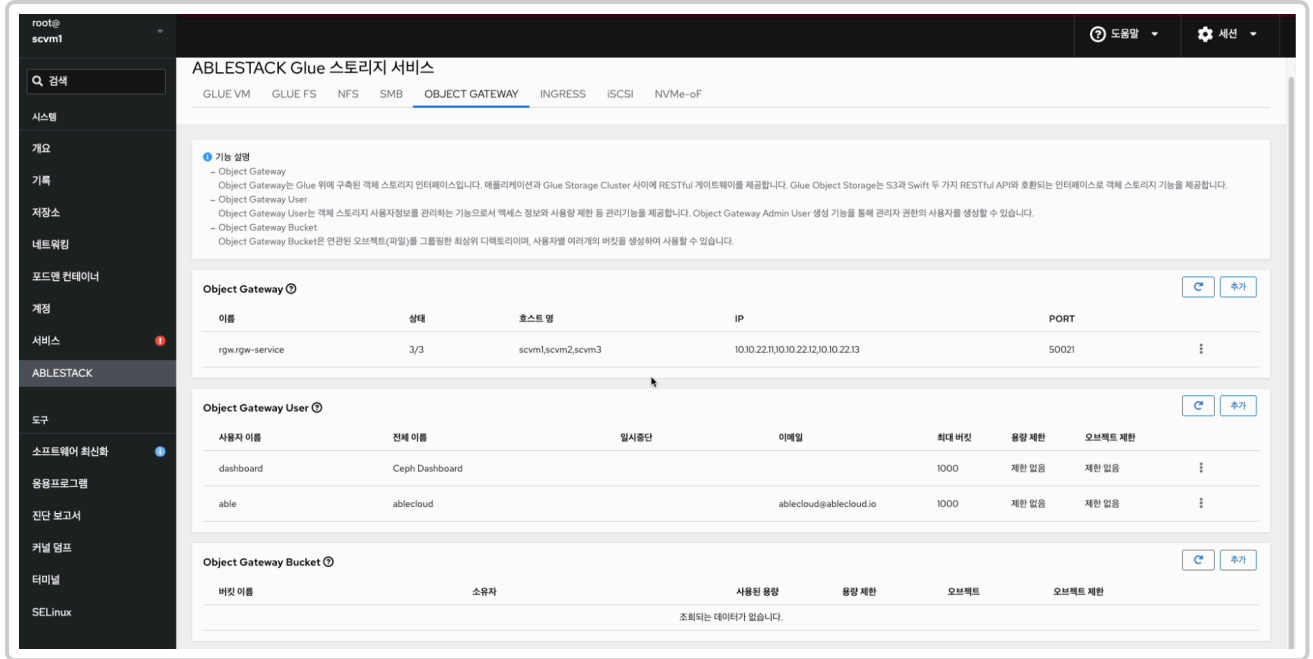 root@
scvm1
도움말
세션
검색
시스템
개요
기록
저장소
네트워킹
포드맨 컨테이너
계정
서비스
ABLESTACK
도구
소프트웨어 최신화
응용프로그램
진단 보고서
커널 덤프
터미널
SELinux
ABLESTACK Glue 스토리지 서비스
GLUE VM GLUE FS NFS SMB OBJECT GATEWAY INGRESS iSCSI NVMe-oF
기능 설명
– Object Gateway
Object Gateway는 Glue 위에 구축된 객체 스토리지 인터페이스입니다. 애플리케이션과 Glue Storage Cluster 사이에 RESTful 게이트웨이를 제공합니다. Glue Object Storage는 S3과 Swift 두 가지 RESTful API와 호환되는 인터페이스로 객체 스토리지 기능을 제공합니다.
– Object Gateway User
Object Gateway User는 객체 스토리지 사용자정보를 관리하는 기능으로서 엑세스 정보와 사용량 제한 등 관리기능을 제공합니다. Object Gateway Admin User 생성 기능을 통해 관리자 권한의 사용자를 생성할 수 있습니다.
– Object Gateway Bucket
Object Gateway Bucket은 연관된 오브젝트(파일)를 그룹핑한 최상위 디렉토리이며, 사용자별 여러개의 버킷을 생성하여 사용할 수 있습니다.
Object Gateway
추가
이름 상태 호스트 명 IP PORT
rgw.rgw-service 3/3 scvm1,scvm2,scvm3 10.10.22.11,10.10.22.12,10.10.22.13 50021
Object Gateway User
추가
사용자 이름 전체 이름 일시중단 이메일 최대 버킷 용량 제한 오브젝트 제한
dashboard Ceph Dashboard 1000 제한 없음 제한 없음
able ablecloud ablecloud@ablecloud.io 1000 제한 없음 제한 없음
Object Gateway Bucket
추가
버킷 이름 소유자 사용된 용량 용량 제한 오브젝트 오브젝트 제한
조회되는 데이터가 없습니다.